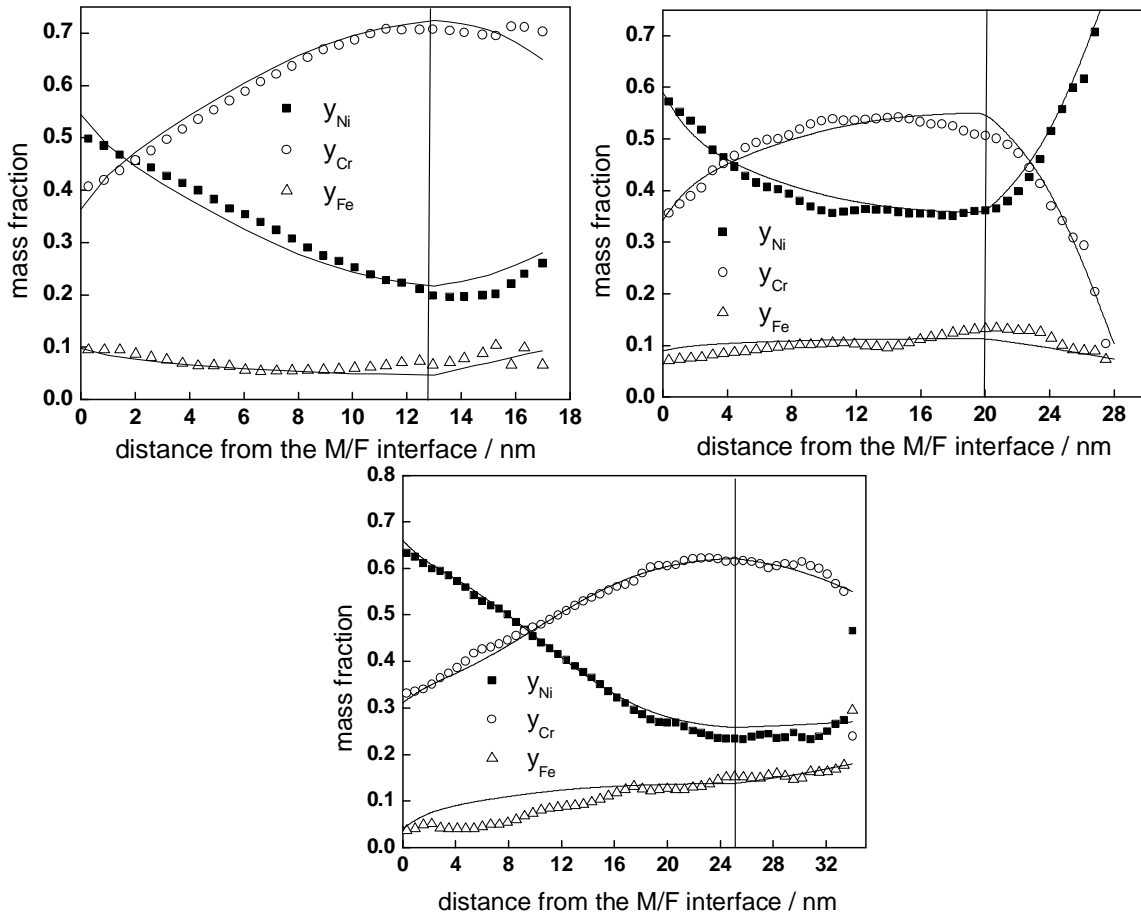 0.7
0.6
0.5
0.4
0.3
0.2
0.1
0.0
mass fraction
y_Ni
y_Cr
y_Fe
0 2 4 6 8 10 12 14 16 18
distance from the M/F interface / nm
0.7
0.6
0.5
0.4
0.3
0.2
0.1
0.0
mass fraction
y_Ni
y_Cr
y_Fe
0 4 8 12 16 20 24 28
distance from the M/F interface / nm
0.8
0.7
0.6
0.5
0.4
0.3
0.2
0.1
0.0
mass fraction
y_Ni
y_Cr
y_Fe
0 4 8 12 16 20 24 28 32
distance from the M/F interface / nm